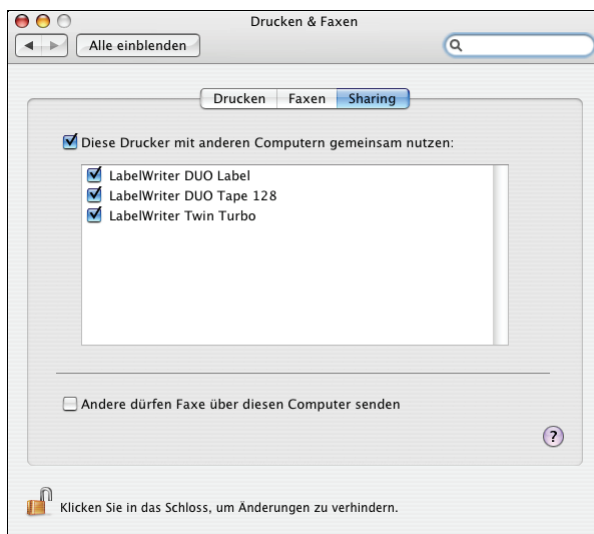 Drucken & Faxen
Alle einblenden
Drucken Faxen Sharing
Diese Drucker mit anderen Computern gemeinsam nutzen:
LabelWriter DUO Label
LabelWriter DUO Tape 128
LabelWriter Twin Turbo
Andere dürfen Faxe über diesen Computer senden
?
Klicken Sie in das Schloss, um Änderungen zu verhindern.